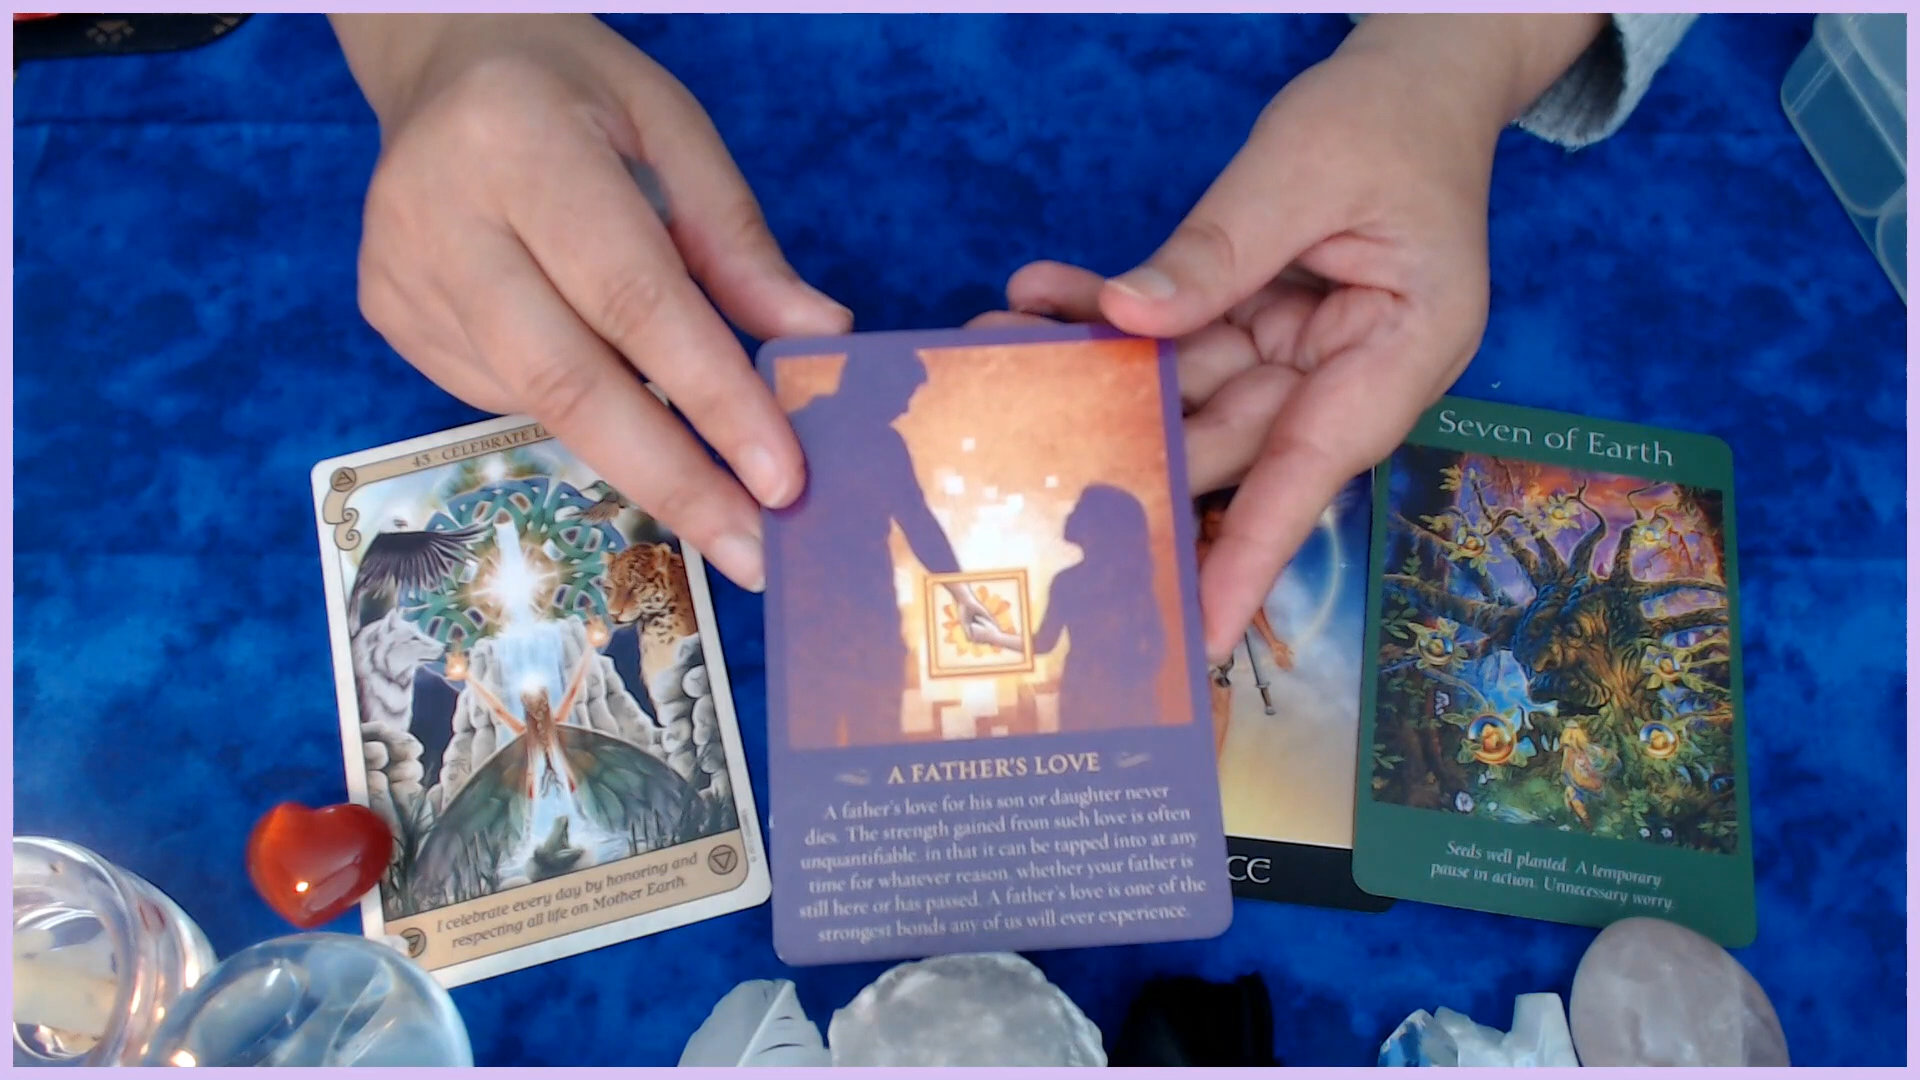 43 · CELEBRATE
I celebrate every day by honoring and
respecting all life on Mother Earth.
A FATHER'S LOVE
A father's love for his son or daughter never
dies. The strength gained from such love is often
unquantifiable, in that it can be tapped into at any
time for whatever reason, whether your father is
still here or has passed. A father's love is one of the
strongest bonds any of us will ever experience.
CE
Seven of Earth
Seeds well planted. A temporary
pause in action. Unnecessary worry.